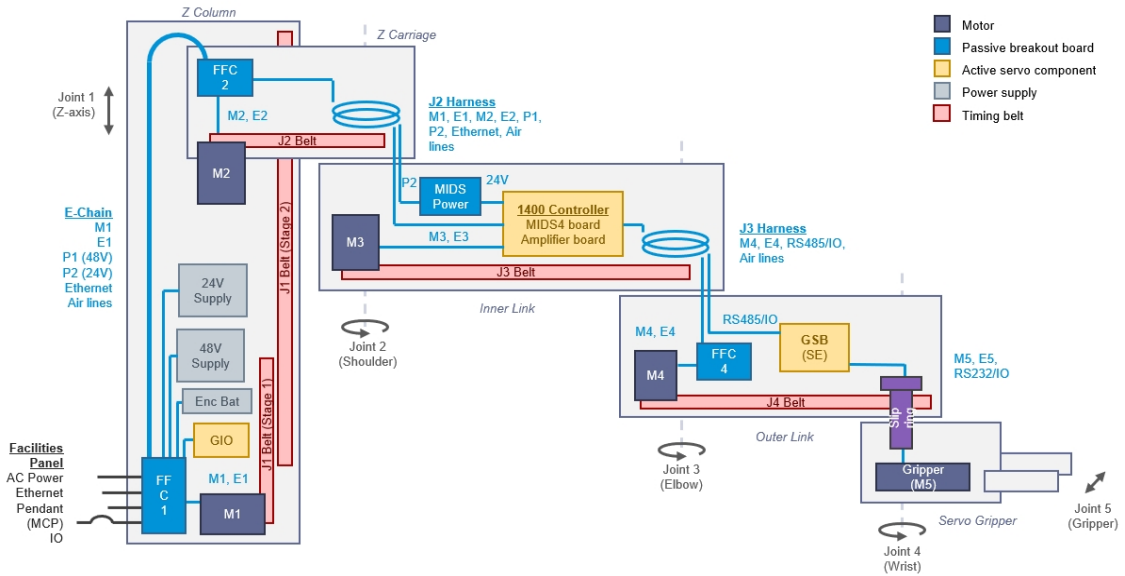 Z Column
Z Carriage
Motor
Passive breakout board
Active servo component
Power supply
Timing belt
Joint 1
(Z-axis)
FFC
2
M2, E2
J2 Harness
M1, E1, M2, E2, P1,
P2, Ethernet, Air
lines
J2 Belt
M2
P2
MIDS
Power
24V
1400 Controller
MIDS4 board
Amplifier board
E-Chain
M1
E1
P1 (48V)
P2 (24V)
Ethernet
Air lines
J1 Belt (Stage 2)
M3
M3, E3
J3 Harness
M4, E4, RS485/IO,
Air lines
J3 Belt
24V
Supply
Inner Link
Joint 2
(Shoulder)
48V
Supply
M4, E4
RS485/IO
FFC
4
GSB
(SE)
M5, E5,
RS232/IO
M4
J4 Belt
Slip
ring
Enc Bat
J1 Belt (Stage 1)
GIO
Outer Link
Facilities
Panel
AC Power
Ethernet
Pendant
(MCP)
IO
FF
C
1
M1, E1
M1
Joint 3
(Elbow)
Gripper
(M5)
Servo Gripper
Joint 5
(Gripper)
Joint 4
(Wrist)